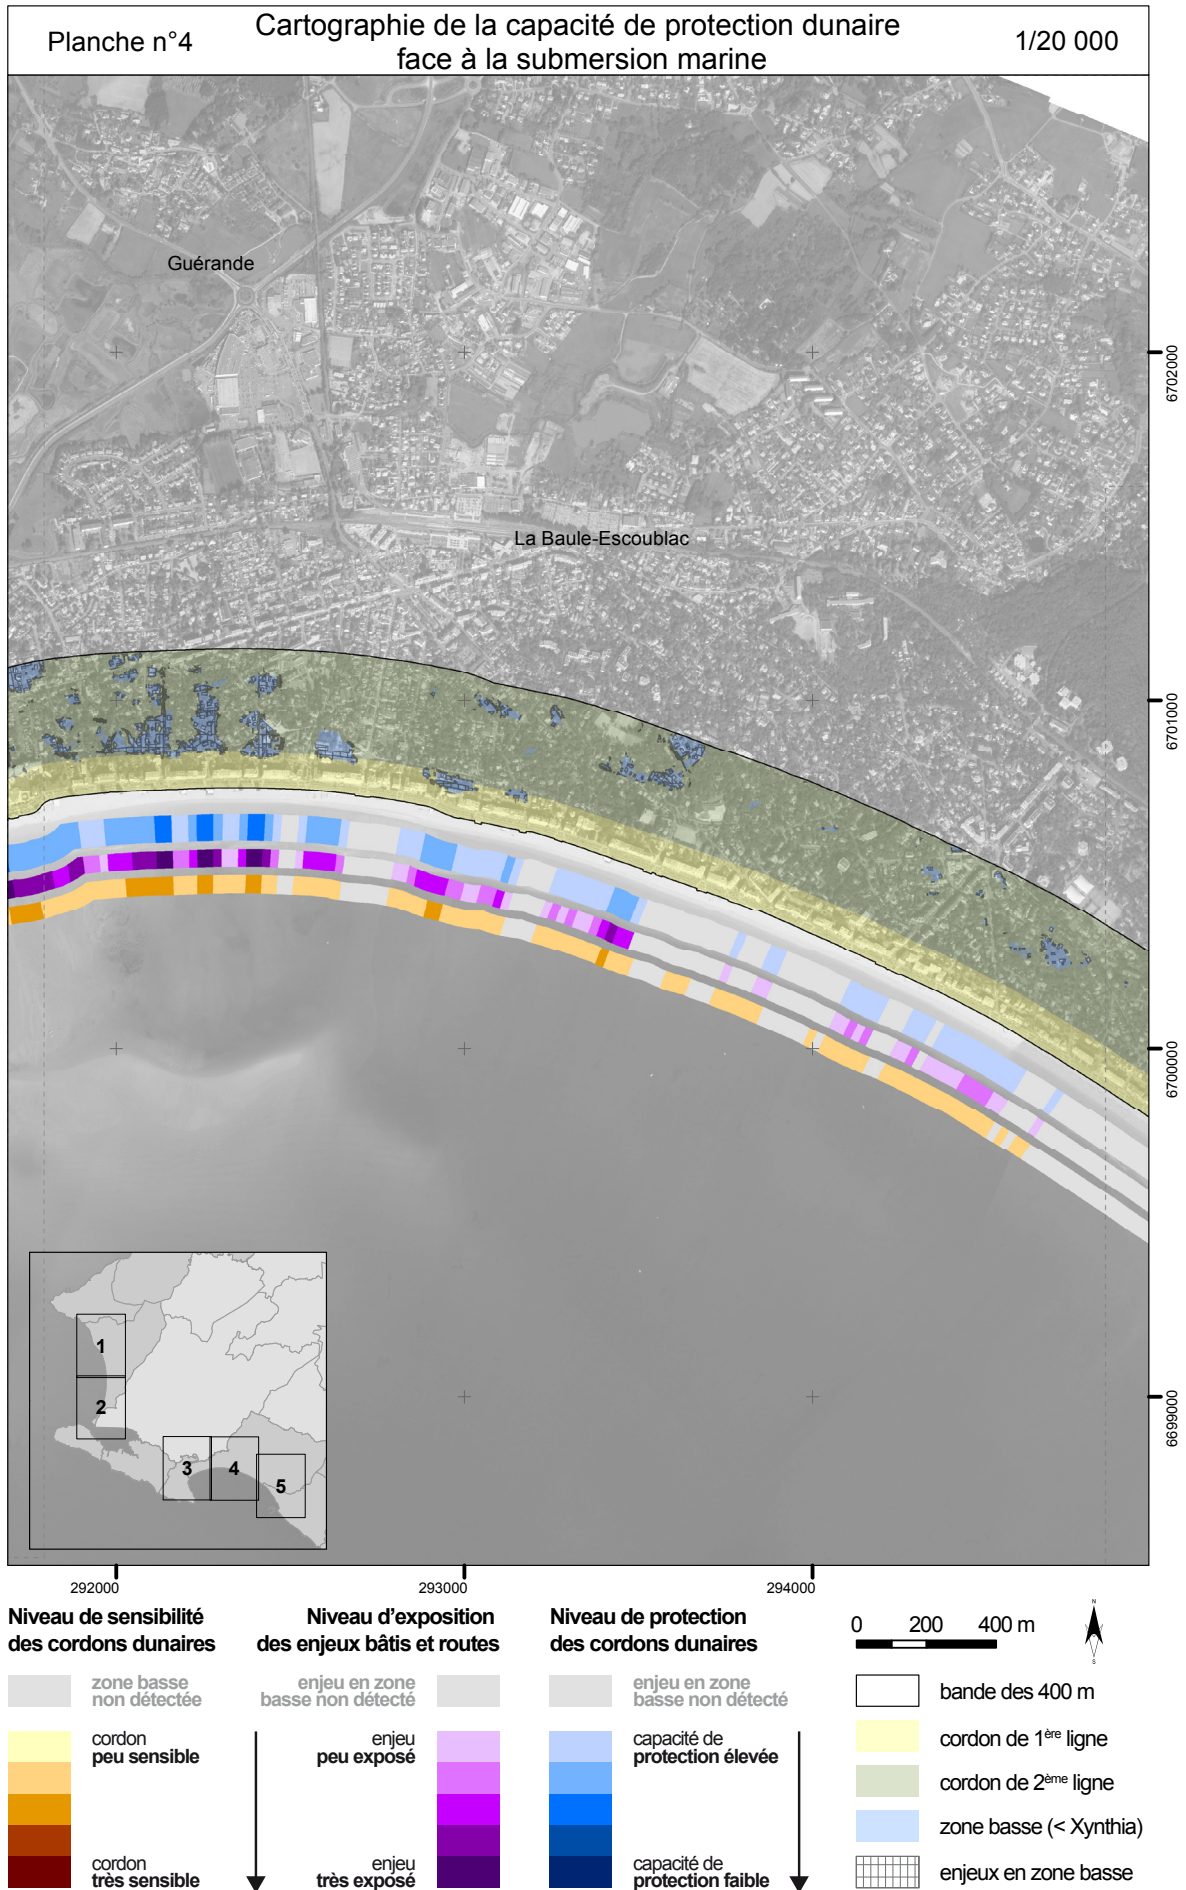 Planche n°4
Cartographie de la capacité de protection dunaire
face à la submersion marine
1/20 000
Guérande
La Baule-Escoublac
6702000
6701000
6700000
6699000
1
2
3
4
5
292000
293000
294000
Niveau de sensibilité
des cordons dunaires
zone basse
non détectée
cordon
peu sensible
cordon
très sensible
Niveau d'exposition
des enjeux bâtis et routes
enjeu en zone
basse non détecté
enjeu
peu exposé
enjeu
très exposé
Niveau de protection
des cordons dunaires
enjeu en zone
basse non détecté
capacité de
protection élevée
capacité de
protection faible
0 200 400 m
N
S
bande des 400 m
cordon de 1ère ligne
cordon de 2ème ligne
zone basse (< Xynthia)
enjeux en zone basse